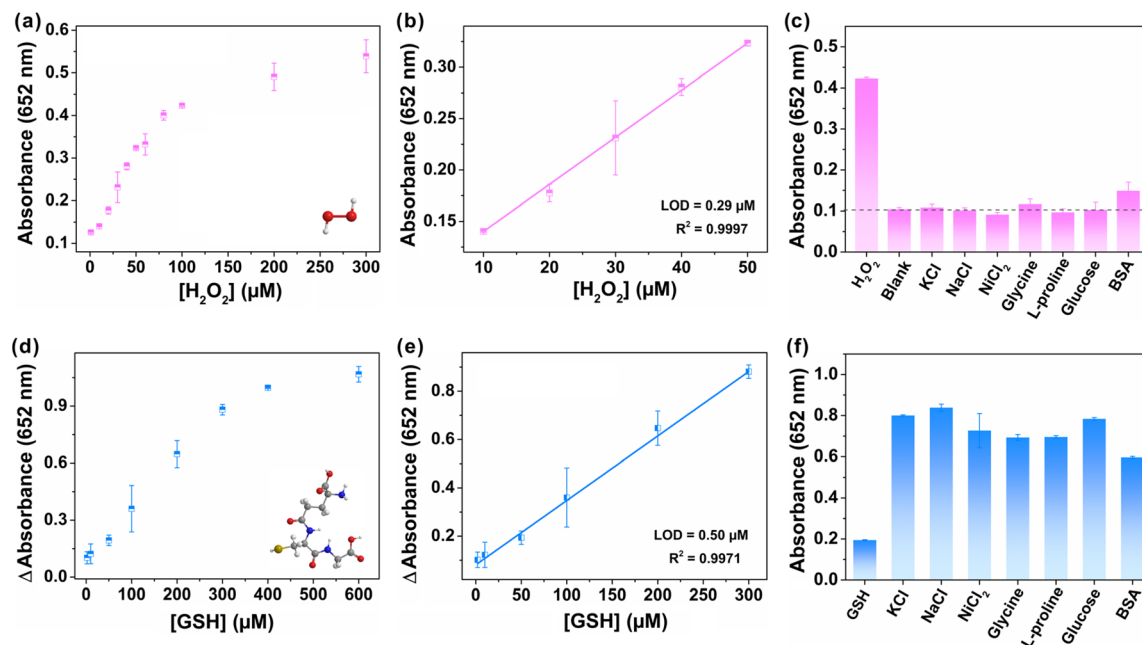 (a)
Absorbance (652 nm)
0.6
0.5
0.4
0.3
0.2
0.1
0 50 100 150 200 250 300
[H₂O₂] (μM)
(b)
Absorbance (652 nm)
0.30
0.25
0.20
0.15
LOD = 0.29 μM
R² = 0.9997
10 20 30 40 50
[H₂O₂] (μM)
(c)
Absorbance (652 nm)
0.5
0.4
0.3
0.2
0.1
0.0
H₂O₂ Blank KCl NaCl NiCl₂ Glycine L-proline Glucose BSA
(d)
Δ Absorbance (652 nm)
0.9
0.6
0.3
0.0
0 100 200 300 400 500 600
[GSH] (μM)
(e)
Δ Absorbance (652 nm)
0.8
0.6
0.4
0.2
LOD = 0.50 μM
R² = 0.9971
0 50 100 150 200 250 300
[GSH] (μM)
(f)
Absorbance (652 nm)
1.0
0.8
0.6
0.4
0.2
0.0
GSH KCl NaCl NiCl₂ Glycine L-proline Glucose BSA